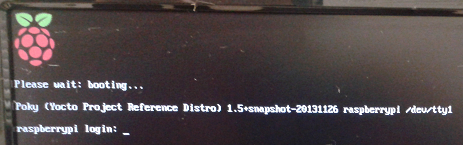 Please wait: booting...
Poky (Yocto Project Reference Distro) 1.5+snapshot-20131126 raspberrypi /dev/tty1
raspberrypi login: _